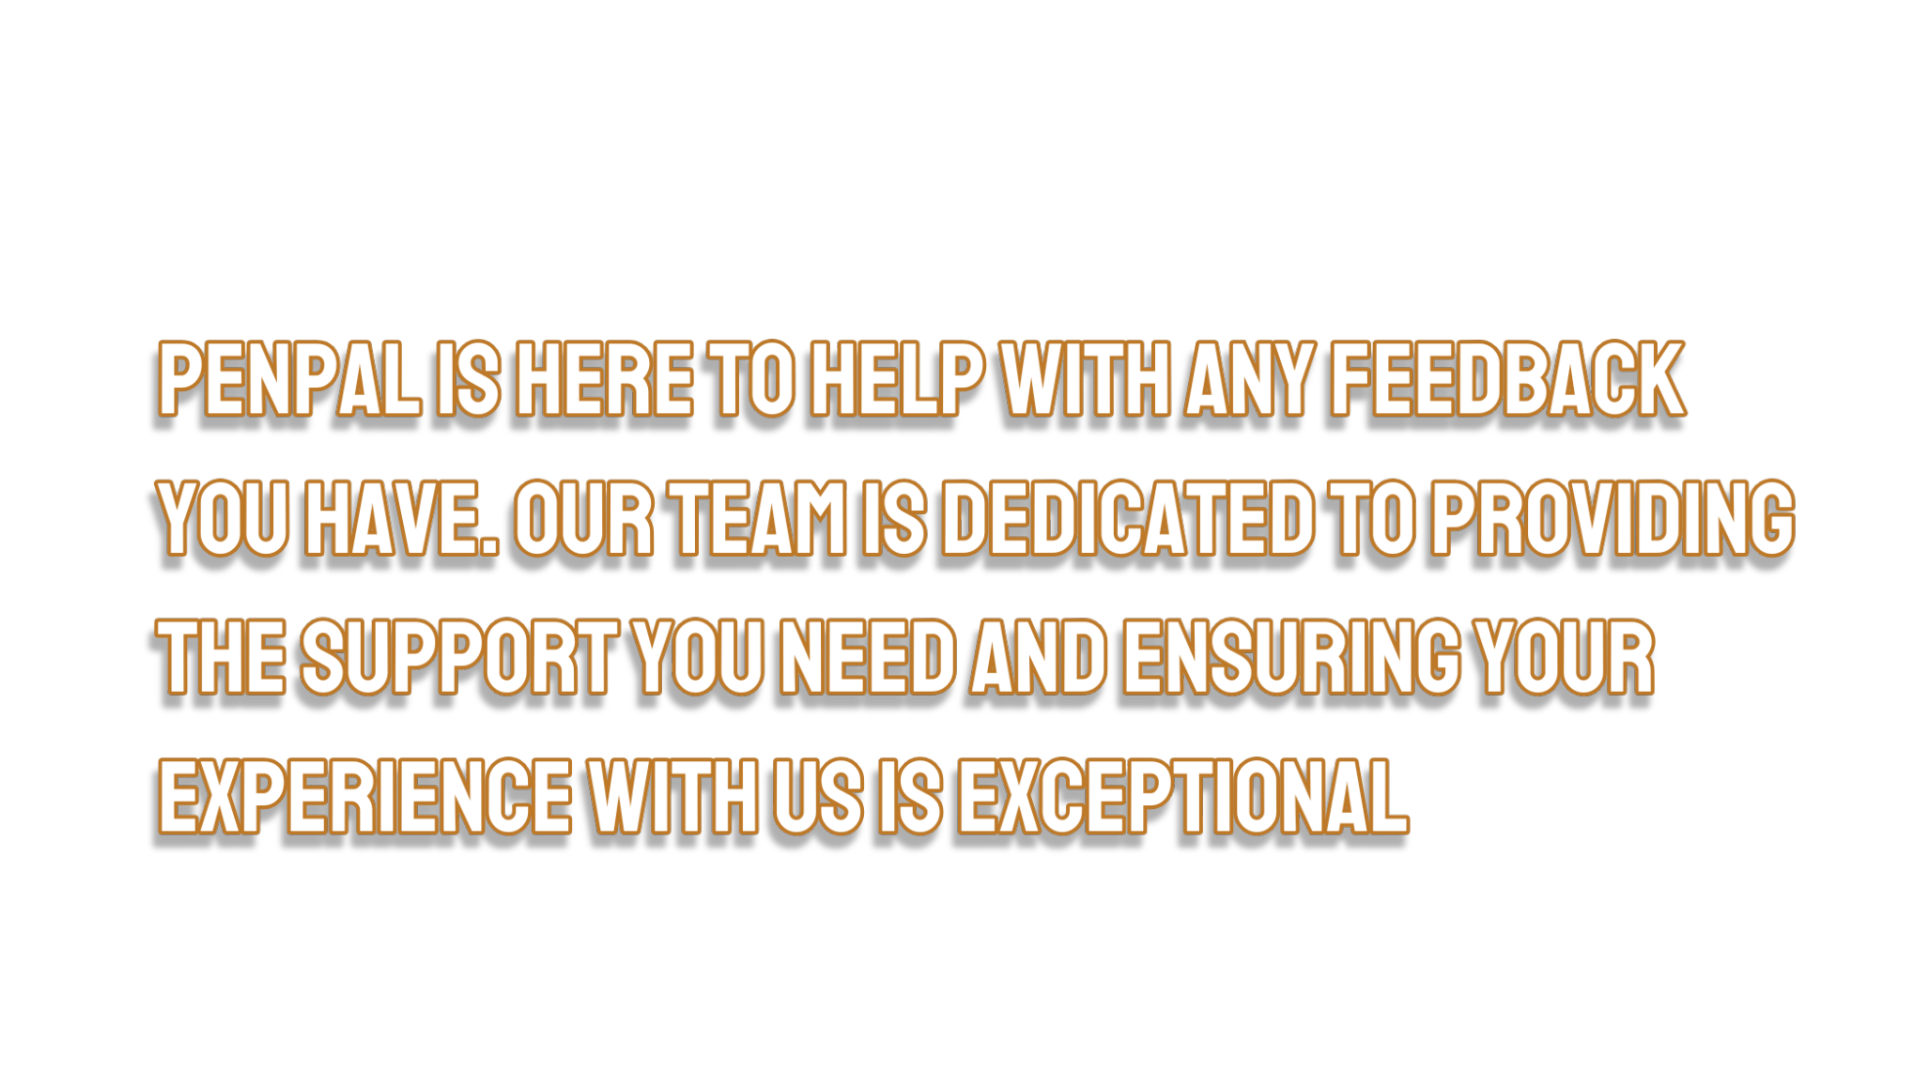 PENPAL IS HERE TO HELP WITH ANY FEEDBACK
YOU HAVE. OUR TEAM IS DEDICATED TO PROVIDING
THE SUPPORT YOU NEED AND ENSURING YOUR
EXPERIENCE WITH US IS EXCEPTIONAL